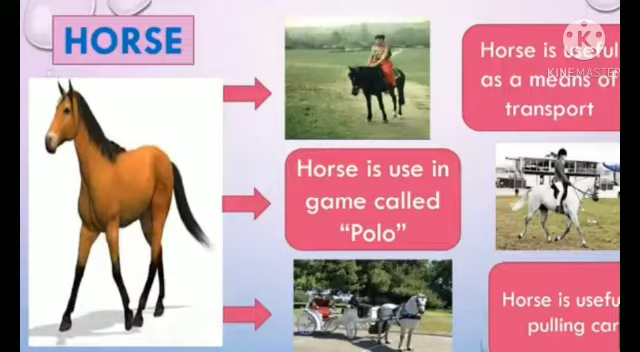 HORSE
Horse is useful
as a means of
transport
KINEMASTER
Horse is use in
game called
“Polo”
Horse is usefu
pulling car